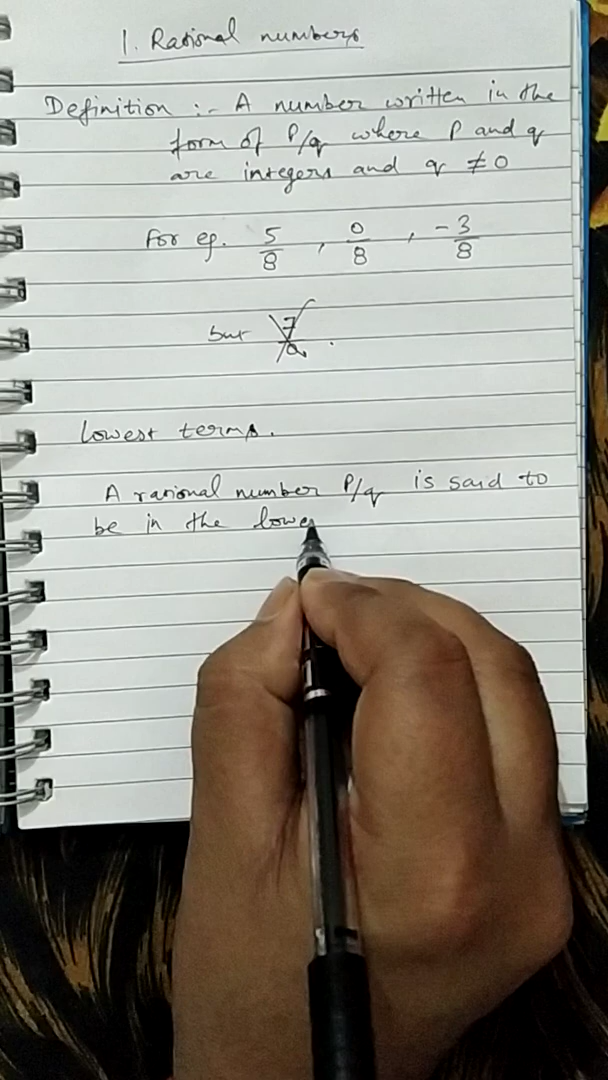 1. Rational numbers
Definition :- A number written in the
form of P/q where P and q
are integers and q ≠ 0
For eg. 5/8 , 0/8 , -3/8
but 7/0 .
Lowest terms.
A rational number P/q is said to
be in the lowe